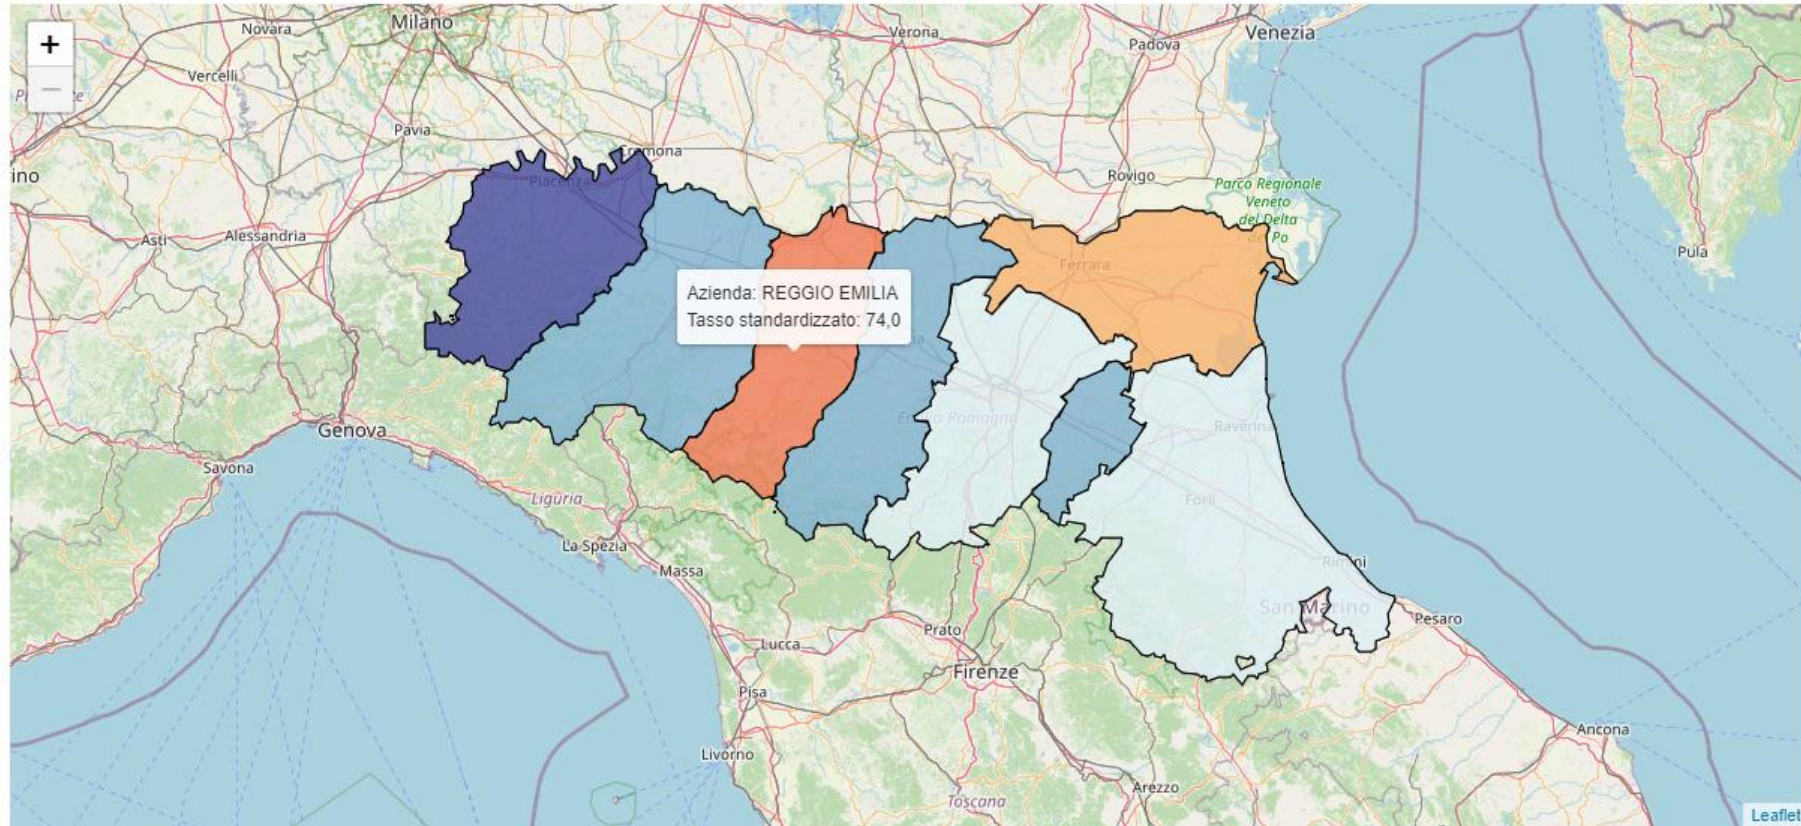 +
−
Novara
Milano
Verona
Padova
Venezia
Vercelli
Pavia
Cremona
ino
Piacenza
Rovigo
Parco Regionale
Veneto
del Delta
del Po
Asti
Alessandria
Ferrara
Pula
Azienda: REGGIO EMILIA
Tasso standardizzato: 74,0
Genova
Emilia-Romagna
Ravenna
Savona
Liguria
Forlì
La Spezia
Massa
Rimini
San Marino
Pesaro
Prato
Lucca
Firenze
Pisa
Ancona
Livorno
Arezzo
Toscana
Leaflet